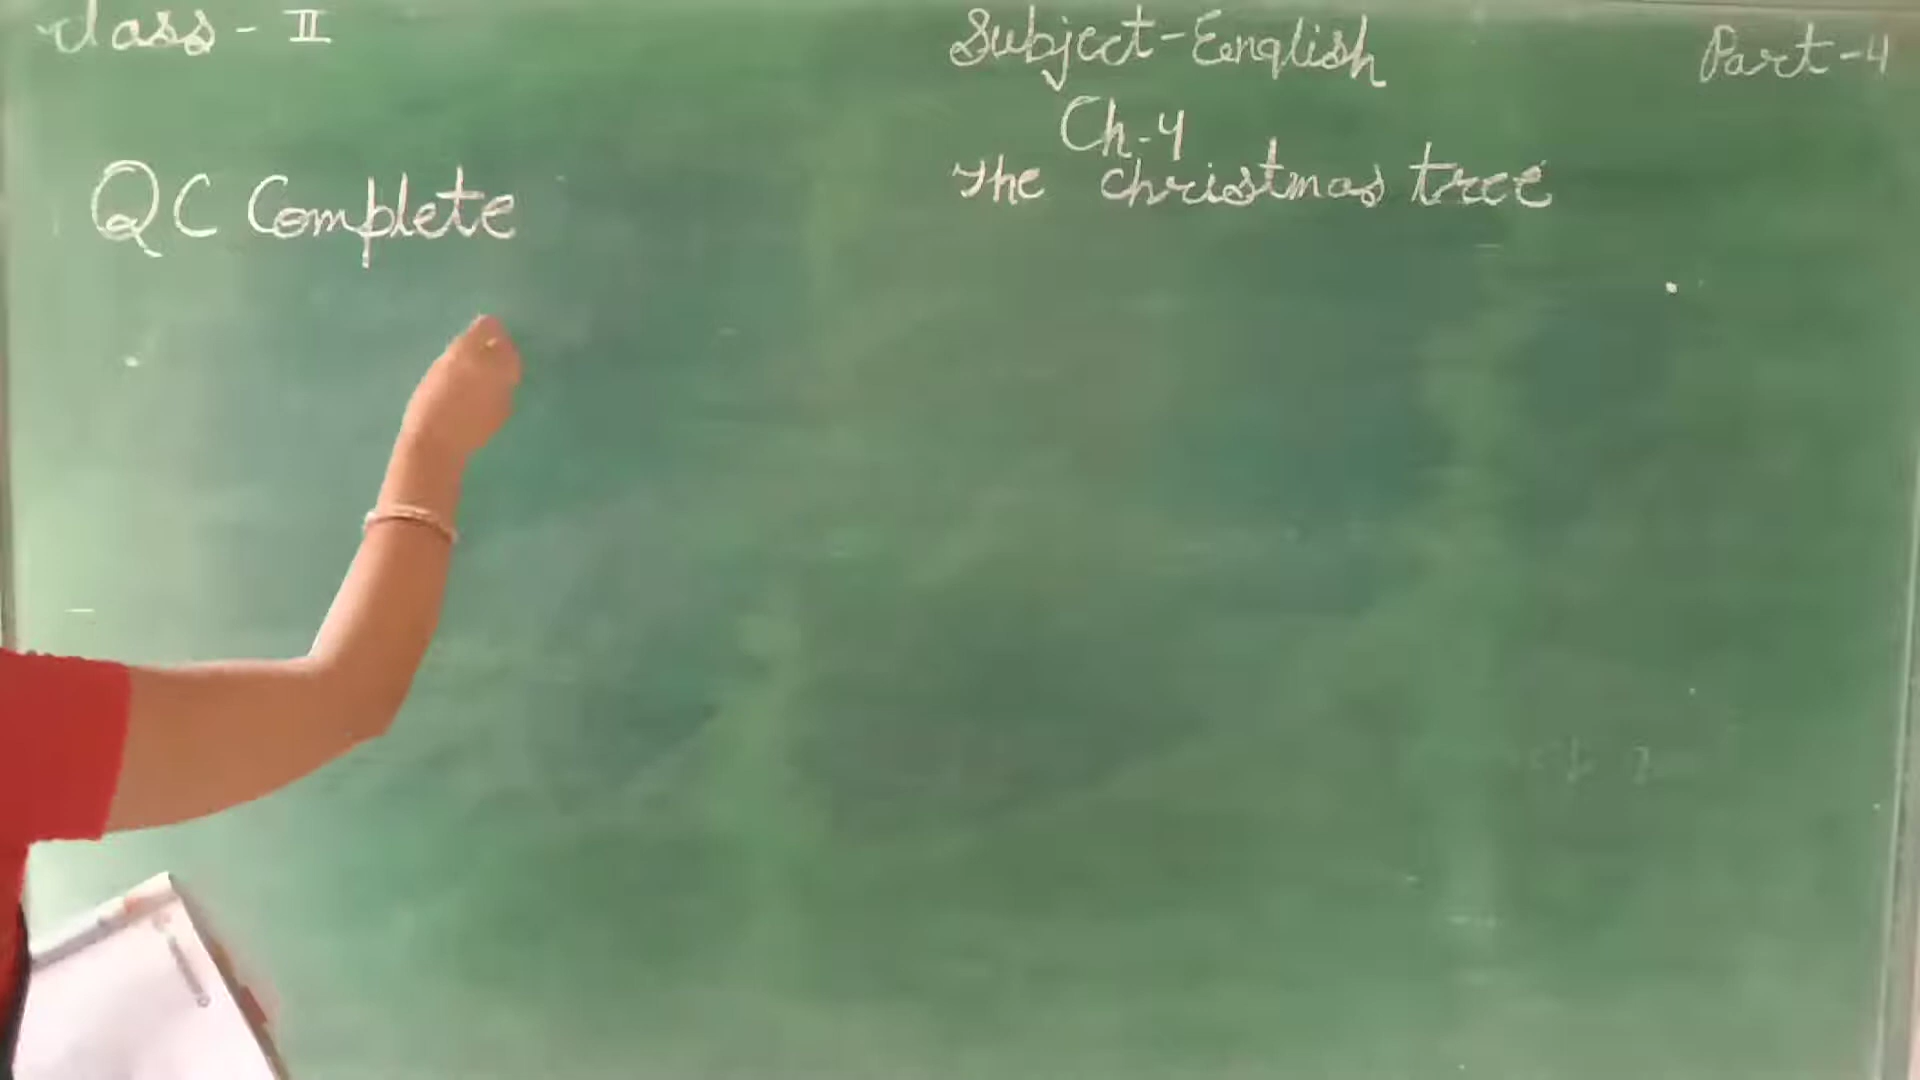 Class - II
Subject - English
Part - 4
Ch - 4
The christmas tree
QC Complete